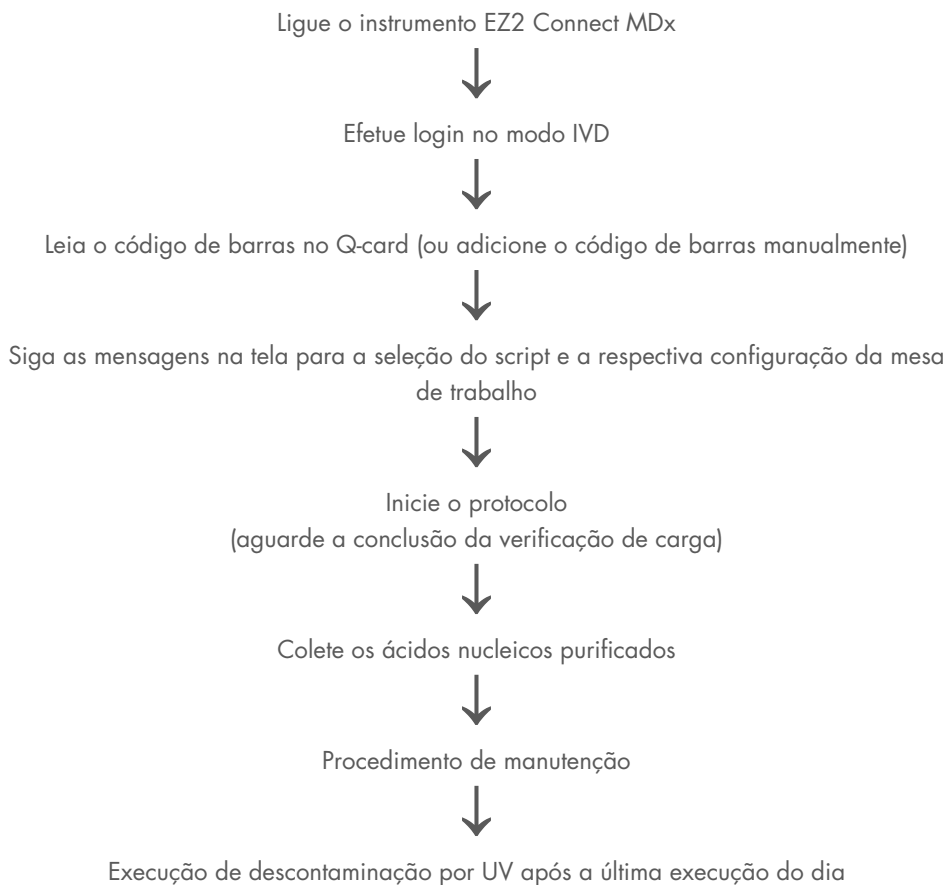 Ligue o instrumento EZ2 Connect MDx
Efetue login no modo IVD
Leia o código de barras no Q-card (ou adicione o código de barras manualmente)
Siga as mensagens na tela para a seleção do script e a respectiva configuração da mesa
de trabalho
Inicie o protocolo
(aguarde a conclusão da verificação de carga)
Colete os ácidos nucleicos purificados
Procedimento de manutenção
Execução de descontaminação por UV após a última execução do dia